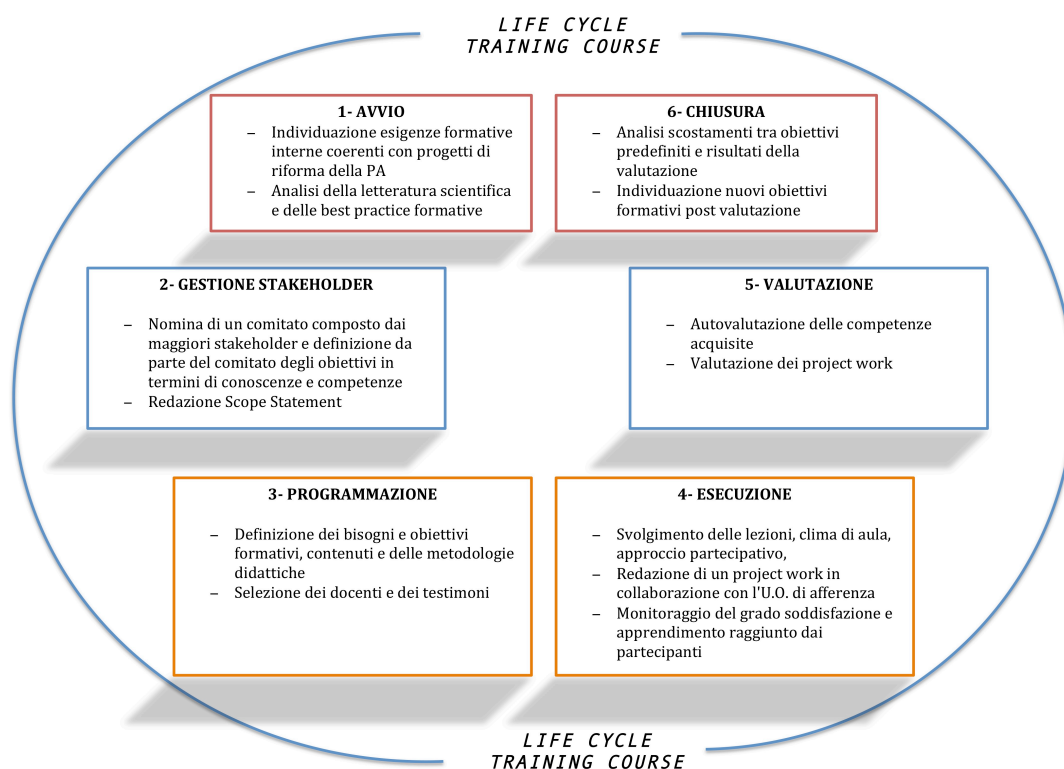 LIFE CYCLE
TRAINING COURSE
1- AVVIO
– Individuazione esigenze formative
interne coerenti con progetti di
riforma della PA
– Analisi della letteratura scientifica
e delle best practice formative
6- CHIUSURA
– Analisi scostamenti tra obiettivi
predefiniti e risultati della
valutazione
– Individuazione nuovi obiettivi
formativi post valutazione
2- GESTIONE STAKEHOLDER
– Nomina di un comitato composto dai
maggiori stakeholder e definizione da
parte del comitato degli obiettivi in
termini di conoscenze e competenze
– Redazione Scope Statement
5- VALUTAZIONE
– Autovalutazione delle competenze
acquisite
– Valutazione dei project work
3- PROGRAMMAZIONE
– Definizione dei bisogni e obiettivi
formativi, contenuti e delle metodologie
didattiche
– Selezione dei docenti e dei testimoni
4- ESECUZIONE
– Svolgimento delle lezioni, clima di aula,
approccio partecipativo,
– Redazione di un project work in
collaborazione con l'U.O. di afferenza
– Monitoraggio del grado soddisfazione e
apprendimento raggiunto dai
partecipanti
LIFE CYCLE
TRAINING COURSE